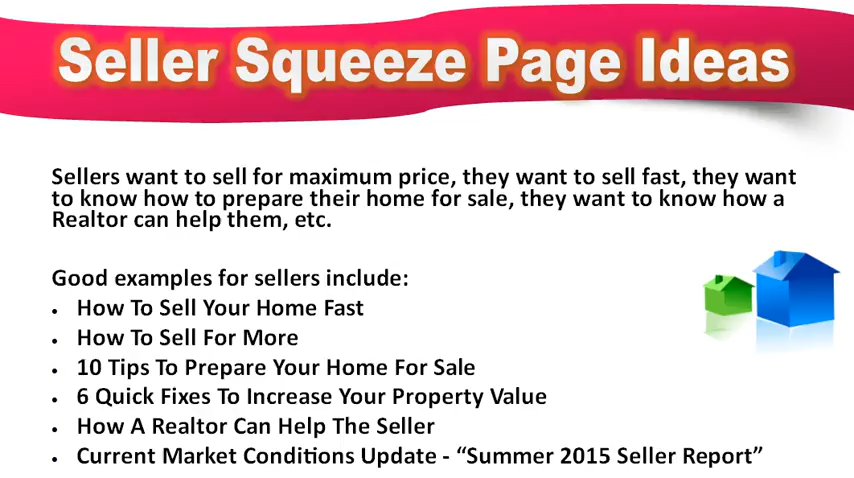 Seller Squeeze Page Ideas
Sellers want to sell for maximum price, they want to sell fast, they want
to know how to prepare their home for sale, they want to know how a
Realtor can help them, etc.
Good examples for sellers include:
• How To Sell Your Home Fast
• How To Sell For More
• 10 Tips To Prepare Your Home For Sale
• 6 Quick Fixes To Increase Your Property Value
• How A Realtor Can Help The Seller
• Current Market Conditions Update - “Summer 2015 Seller Report”